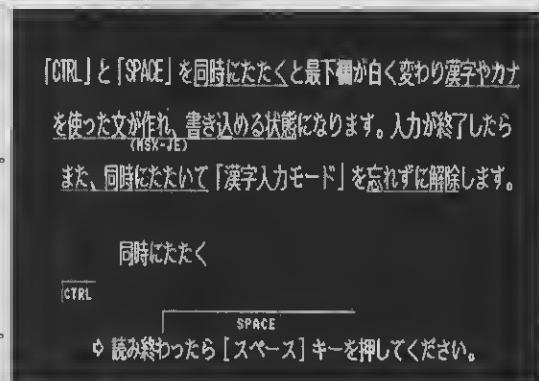 「CTRL」と「SPACE」を同時にたたくと最下欄が白く変わり漢字やカナ
を使った文が作れ、書き込める状態になります。入力が終了したら
(MSX-JE)
また、同時にたたいて「漢字入力モード」を忘れずに解除します。
同時にたたく
CTRL
SPACE
⇨ 読み終わったら[スペース]キーを押してください。